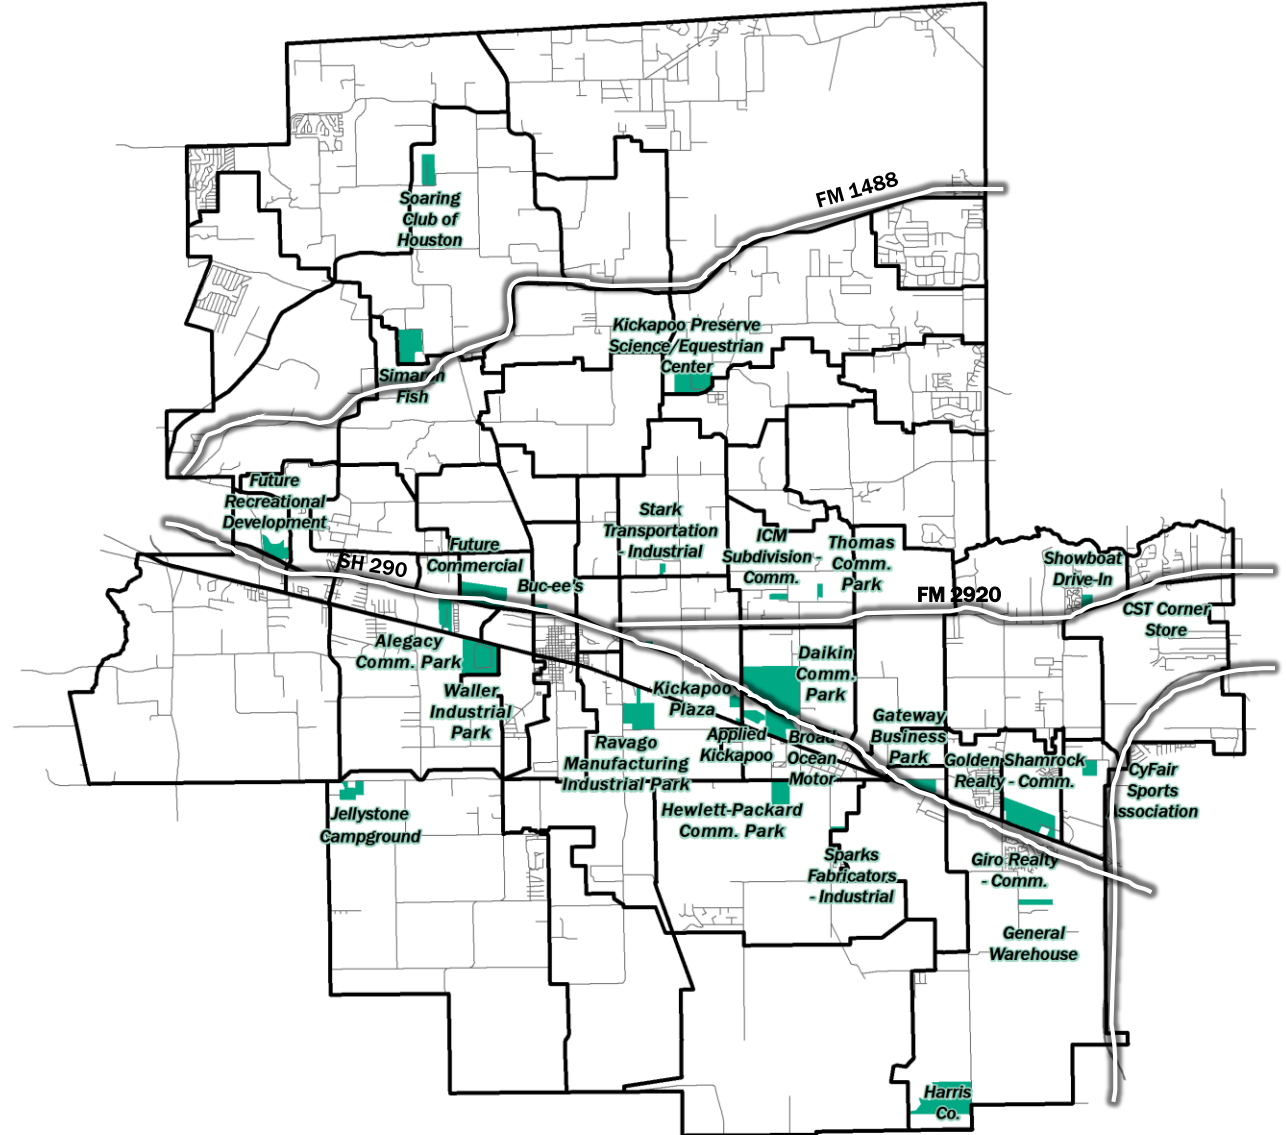 FM 1488
Soaring
Club of
Houston
Kickapoo Preserve
Science/Equestrian
Center
Simaron
Fish
Future
Recreational
Development
SH 290
Future
Commercial
Buc-ee's
Stark
Transportation
- Industrial
ICM
Subdivision -
Comm.
Thomas
Comm.
Park
FM 2920
Showboat
Drive-In
CST Corner
Store
Alegacy
Comm. Park
Waller
Industrial
Park
Daikin
Comm.
Park
Kickapoo
Plaza
Applied
Kickapoo
Broad
Ocean
Motor
Gateway
Business
Park
Ravago
Manufacturing
Industrial Park
Golden Shamrock
Realty - Comm.
CyFair
Sports
Association
Jellystone
Campground
Hewlett-Packard
Comm. Park
Sparks
Fabricators
- Industrial
Giro Realty
- Comm.
General
Warehouse
Harris
Co.